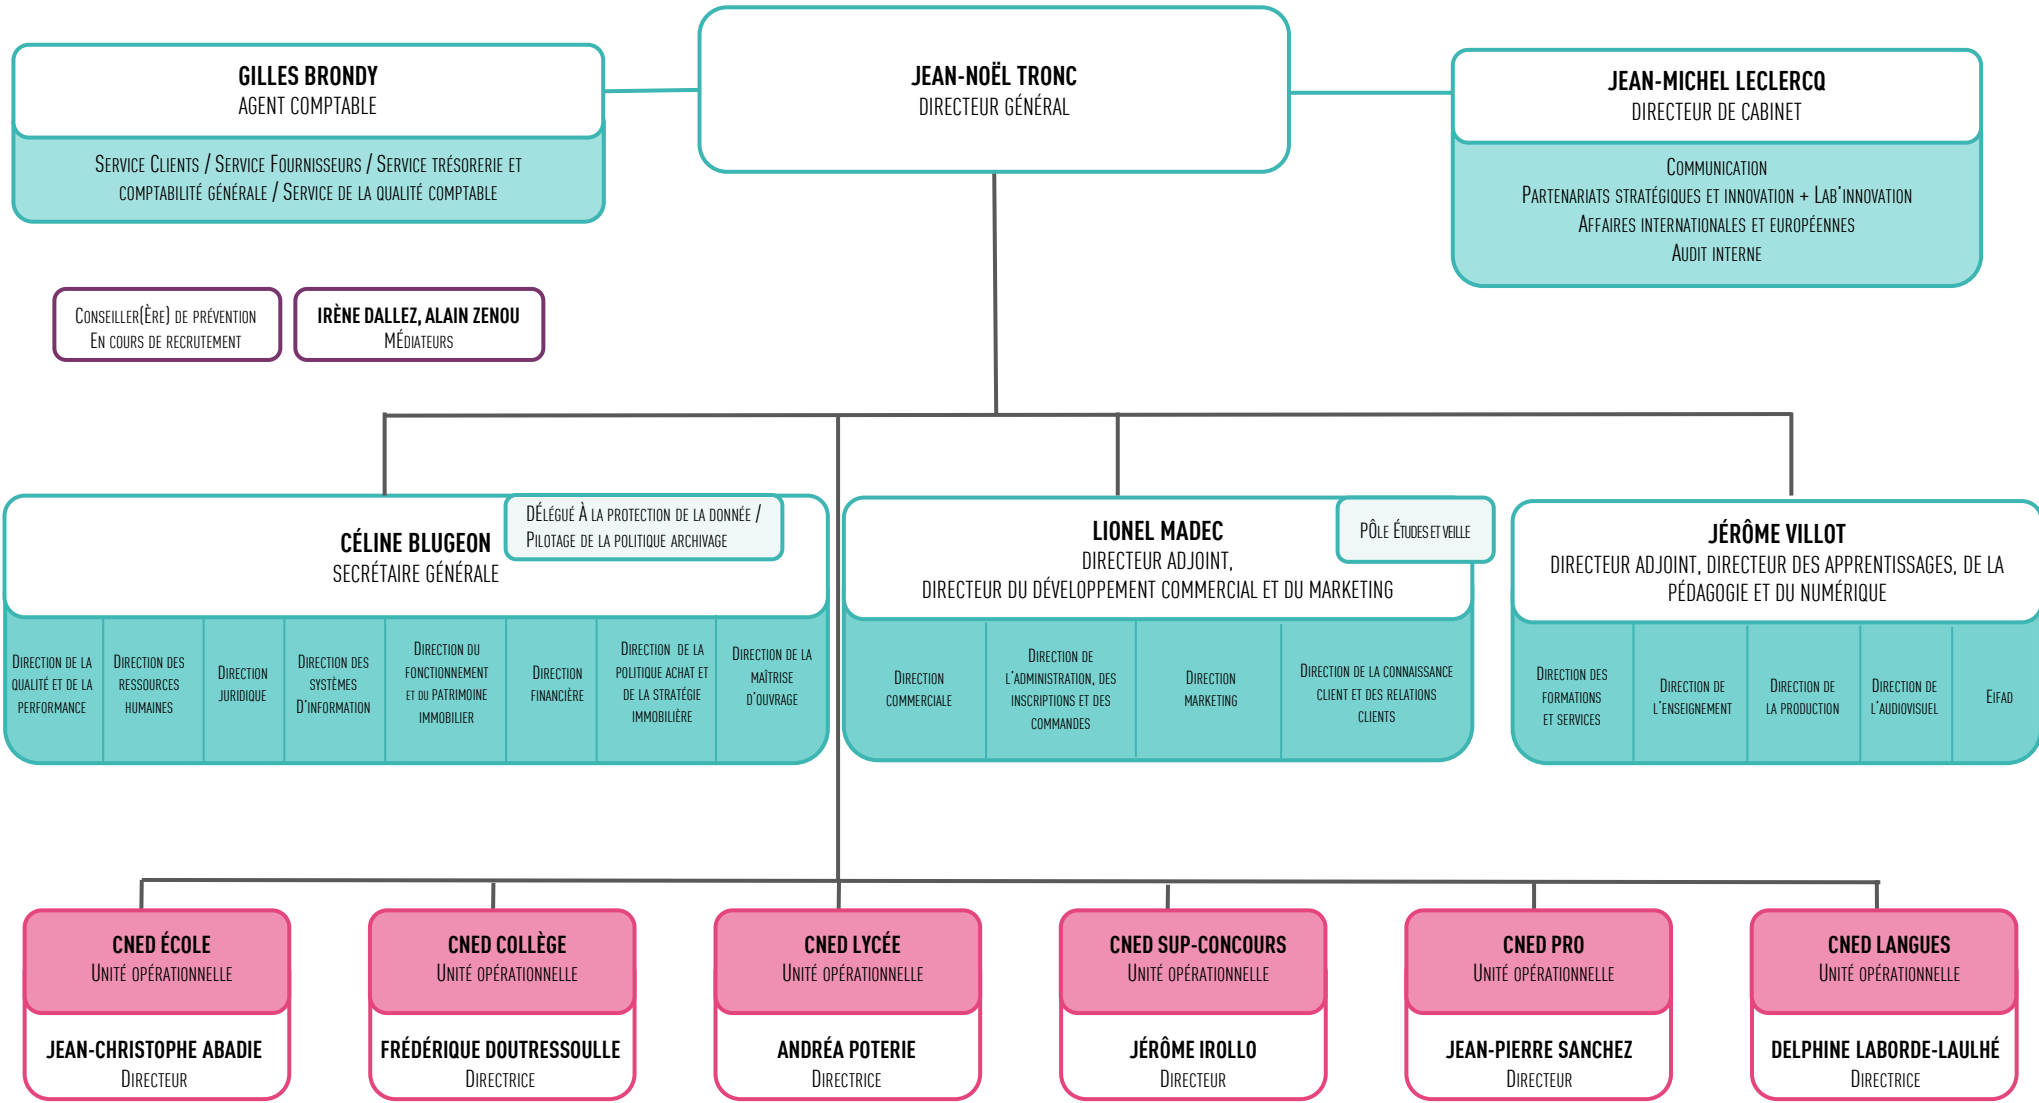 GILLES BRONDY
AGENT COMPTABLE
SERVICE CLIENTS / SERVICE FOURNISSEURS / SERVICE TRÉSORERIE ET
COMPTABILITÉ GÉNÉRALE / SERVICE DE LA QUALITÉ COMPTABLE
JEAN-NOËL TRONC
DIRECTEUR GÉNÉRAL
JEAN-MICHEL LECLERCQ
DIRECTEUR DE CABINET
COMMUNICATION
PARTENARIATS STRATÉGIQUES ET INNOVATION + LAB'INNOVATION
AFFAIRES INTERNATIONALES ET EUROPÉENNES
AUDIT INTERNE
CONSEILLER(ÈRE) DE PRÉVENTION
EN COURS DE RECRUTEMENT
IRÈNE DALLEZ, ALAIN ZENOU
MÉDIATEURS
CÉLINE BLUGEON
SECRÉTAIRE GÉNÉRALE
DÉLÉGUÉ À LA PROTECTION DE LA DONNÉE /
PILOTAGE DE LA POLITIQUE ARCHIVAGE
DIRECTION DE LA
QUALITÉ ET DE LA
PERFORMANCE
DIRECTION DES
RESSOURCES
HUMAINES
DIRECTION
JURIDIQUE
DIRECTION DES
SYSTÈMES
D'INFORMATION
DIRECTION DU
FONCTIONNEMENT
ET DU PATRIMOINE
IMMOBILIER
DIRECTION
FINANCIÈRE
DIRECTION DE LA
POLITIQUE ACHAT ET
DE LA STRATÉGIE
IMMOBILIÈRE
DIRECTION DE LA
MAÎTRISE
D'OUVRAGE
LIONEL MADEC
DIRECTEUR ADJOINT,
DIRECTEUR DU DÉVELOPPEMENT COMMERCIAL ET DU MARKETING
PÔLE ÉTUDES ET VEILLE
DIRECTION
COMMERCIALE
DIRECTION DE
L'ADMINISTRATION, DES
INSCRIPTIONS ET DES
COMMANDES
DIRECTION
MARKETING
DIRECTION DE LA CONNAISSANCE
CLIENT ET DES RELATIONS
CLIENTS
JÉRÔME VILLOT
DIRECTEUR ADJOINT, DIRECTEUR DES APPRENTISSAGES, DE LA
PÉDAGOGIE ET DU NUMÉRIQUE
DIRECTION DES
FORMATIONS
ET SERVICES
DIRECTION DE
L'ENSEIGNEMENT
DIRECTION DE
LA PRODUCTION
DIRECTION DE
L'AUDIOVISUEL
EIFAD
CNED ÉCOLE
UNITÉ OPÉRATIONNELLE
JEAN-CHRISTOPHE ABADIE
DIRECTEUR
CNED COLLÈGE
UNITÉ OPÉRATIONNELLE
FRÉDÉRIQUE DOUTRESSOULLE
DIRECTRICE
CNED LYCÉE
UNITÉ OPÉRATIONNELLE
ANDRÉA POTERIE
DIRECTRICE
CNED SUP-CONCOURS
UNITÉ OPÉRATIONNELLE
JÉRÔME IROLLO
DIRECTEUR
CNED PRO
UNITÉ OPÉRATIONNELLE
JEAN-PIERRE SANCHEZ
DIRECTEUR
CNED LANGUES
UNITÉ OPÉRATIONNELLE
DELPHINE LABORDE-LAULHÉ
DIRECTRICE